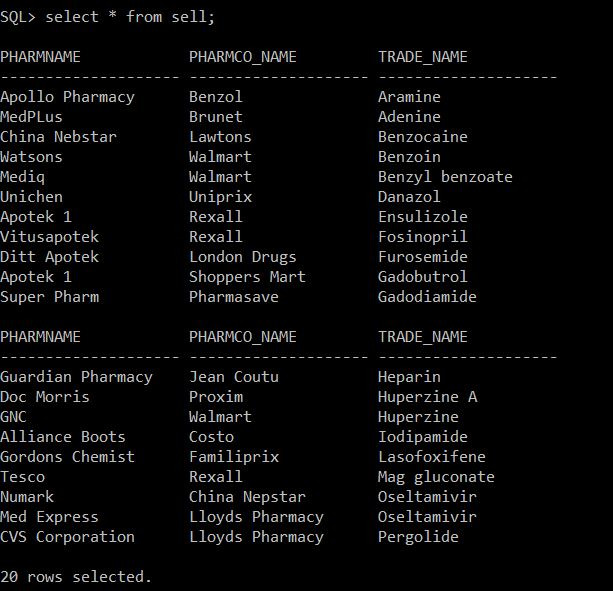 SQL> select * from sell;
PHARMNAME PHARMCO_NAME TRADE_NAME
-------------------- -------------------- --------------------
Apollo Pharmacy Benzol Aramine
MedPLus Brunet Adenine
China Nebstar Lawtons Benzocaine
Watsons Walmart Benzoin
Mediq Walmart Benzyl benzoate
Unichen Uniprix Danazol
Apotek 1 Rexall Ensulizole
Vitusapotek Rexall Fosinopril
Ditt Apotek London Drugs Furosemide
Apotek 1 Shoppers Mart Gadobutrol
Super Pharm Pharmasave Gadodiamide
PHARMNAME PHARMCO_NAME TRADE_NAME
-------------------- -------------------- --------------------
Guardian Pharmacy Jean Coutu Heparin
Doc Morris Proxim Huperzine A
GNC Walmart Huperzine
Alliance Boots Costo Iodipamide
Gordons Chemist Familiprix Lasofoxifene
Tesco Rexall Mag gluconate
Numark China Nepstar Oseltamivir
Med Express Lloyds Pharmacy Oseltamivir
CVS Corporation Lloyds Pharmacy Pergolide
20 rows selected.